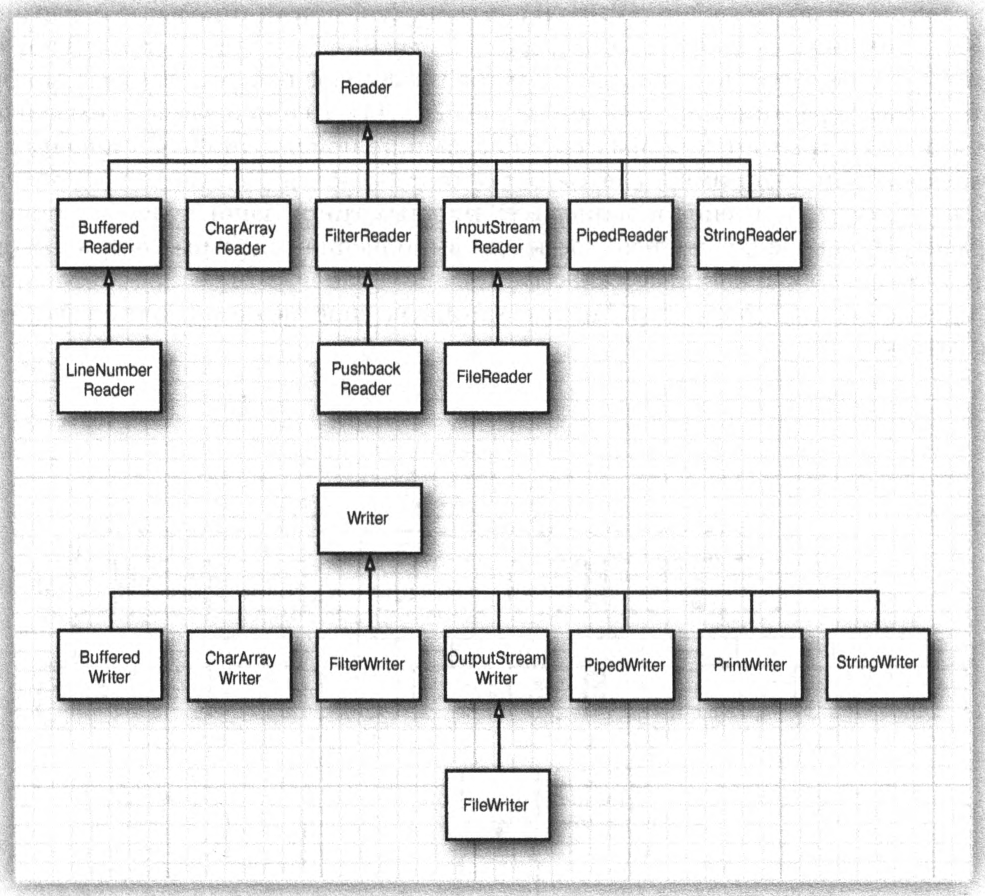 Reader
Buffered
Reader
CharArray
Reader
FilterReader
InputStream
Reader
PipedReader
StringReader
LineNumber
Reader
Pushback
Reader
FileReader
Writer
Buffered
Writer
CharArray
Writer
FilterWriter
OutputStream
Writer
PipedWriter
PrintWriter
StringWriter
FileWriter